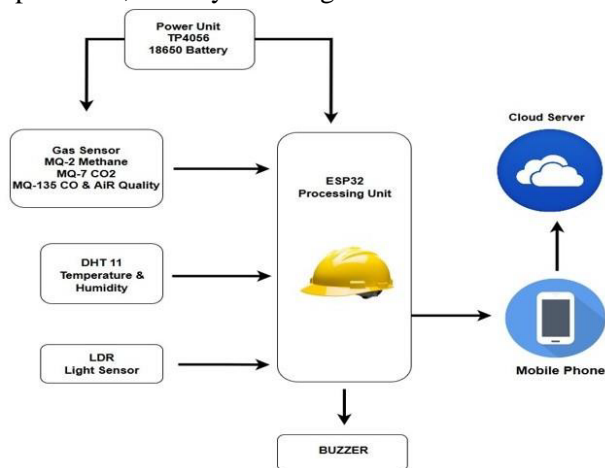 Power Unit
TP4056
18650 Battery
Cloud Server
Gas Sensor
MQ-2 Methane
MQ-7 CO2
MQ-135 CO & AiR Quality
ESP32
Processing Unit
DHT 11
Temperature &
Humidity
LDR
Light Sensor
Mobile Phone
BUZZER